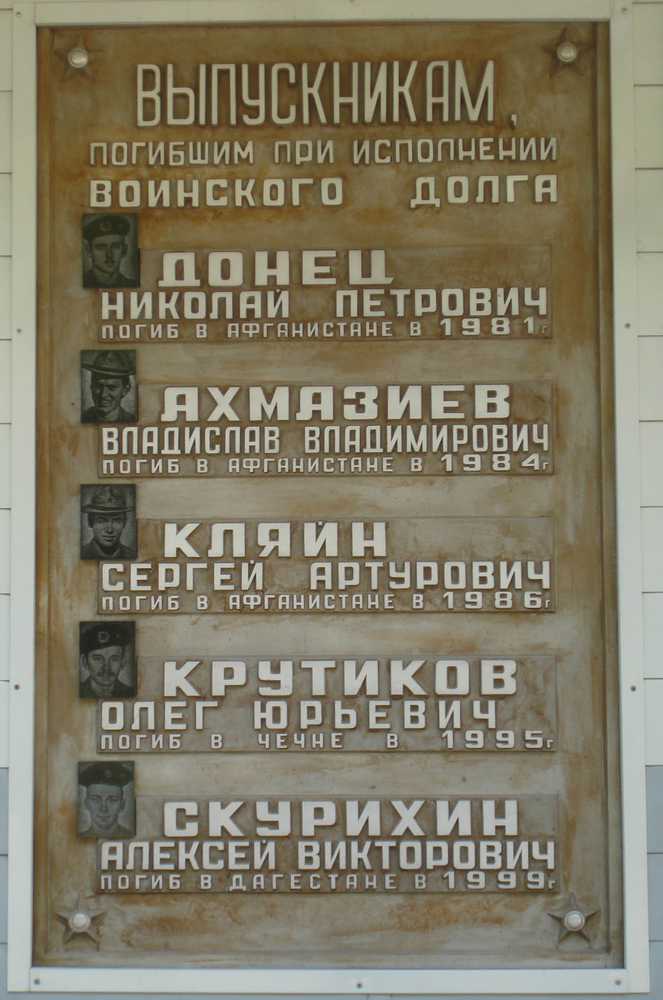 ВЫПУСКНИКАМ,
ПОГИБШИМ ПРИ ИСПОЛНЕНИИ
ВОИНСКОГО ДОЛГА
ДОНЕЦ
НИКОЛАЙ ПЕТРОВИЧ
ПОГИБ В АФГАНИСТАНЕ В 1981г
АХМАЗИЕВ
ВЛАДИСЛАВ ВЛАДИМИРОВИЧ
ПОГИБ В АФГАНИСТАНЕ В 1984г
КЛЯЙН
СЕРГЕЙ АРТУРОВИЧ
ПОГИБ В АФГАНИСТАНЕ В 1986г
КРУТИКОВ
ОЛЕГ ЮРЬЕВИЧ
ПОГИБ В ЧЕЧНЕ В 1995г
СКУРИХИН
АЛЕКСЕЙ ВИКТОРОВИЧ
ПОГИБ В ДАГЕСТАНЕ В 1999г